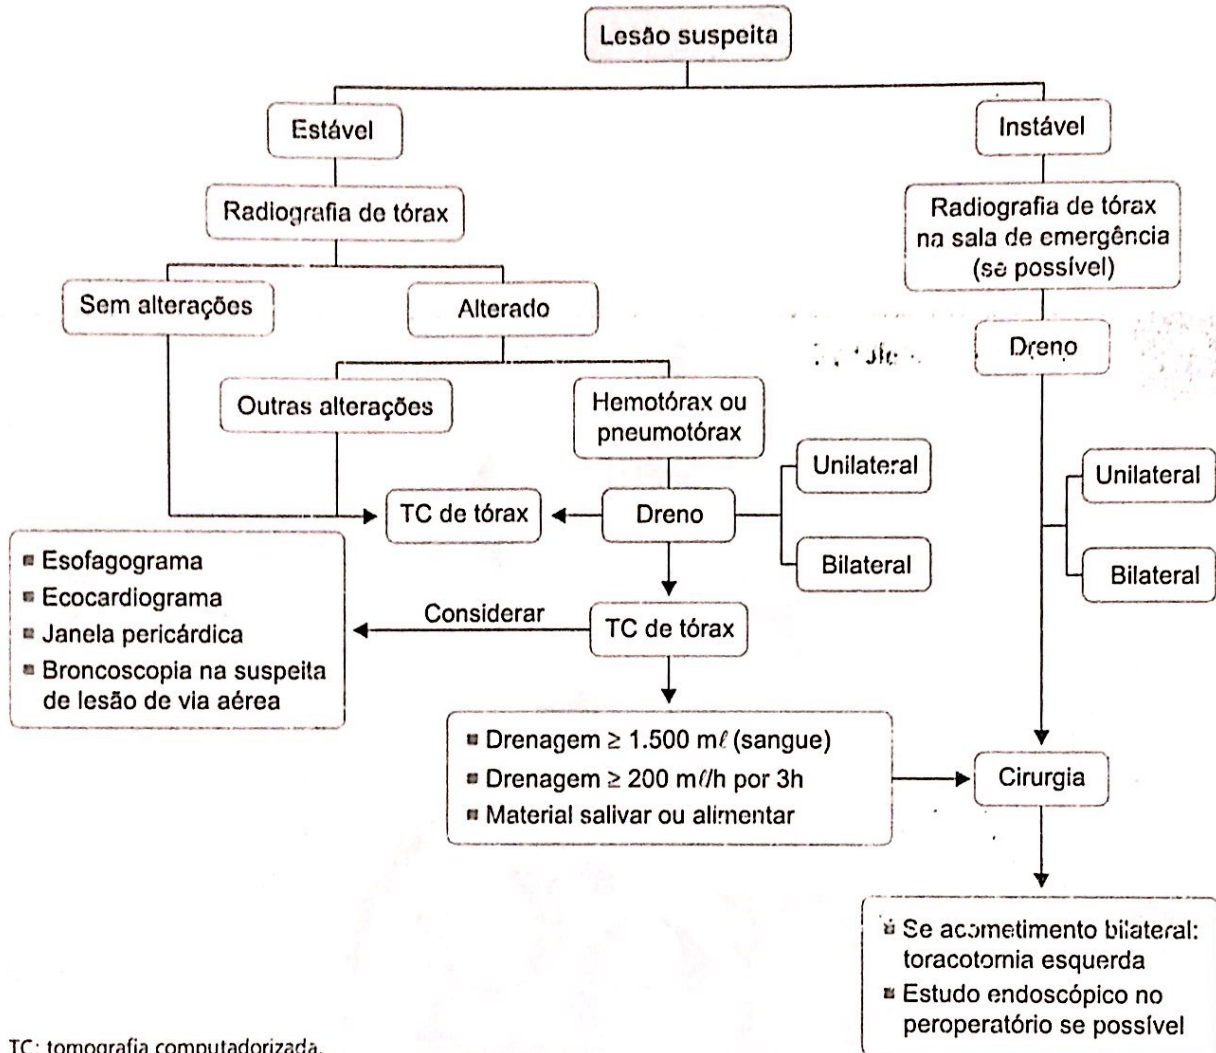 Lesão suspeita
Estável
Instável
Radiografia de tórax
Radiografia de tórax
na sala de emergência
(se possível)
Sem alterações
Alterado
Dreno
Outras alterações
Hemotórax ou
pneumotórax
Unilateral
Unilateral
TC de tórax
Dreno
Bilateral
Bilateral
▪ Esofagograma
▪ Ecocardiograma
▪ Janela pericárdica
▪ Broncoscopia na suspeita
de lesão de via aérea
Considerar
TC de tórax
▪ Drenagem ≥ 1.500 mℓ (sangue)
▪ Drenagem ≥ 200 mℓ/h por 3h
▪ Material salivar ou alimentar
Cirurgia
▪ Se acometimento bilateral:
toracotomia esquerda
▪ Estudo endoscópico no
peroperatório se possível
TC: tomografia computadorizada.